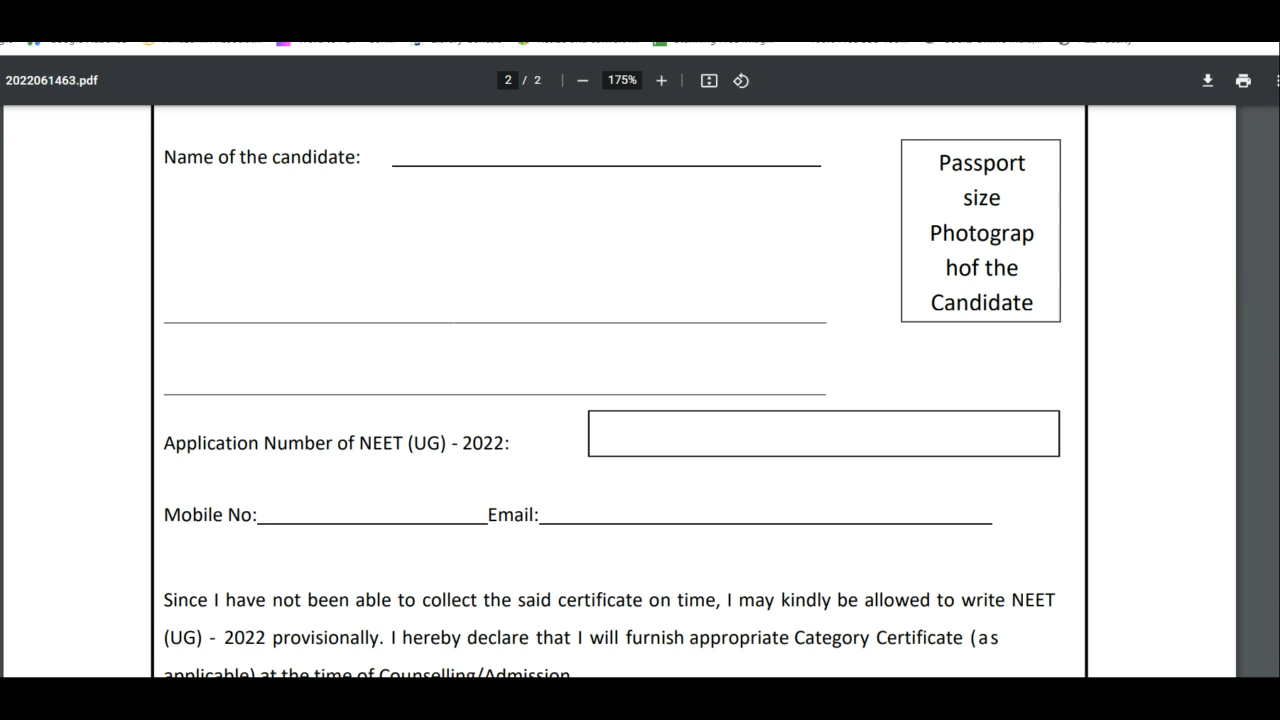 2022061463.pdf
2 / 2
175%
Name of the candidate:
Passport
size
Photograp
hof the
Candidate
Application Number of NEET (UG) - 2022:
Mobile No: Email:
Since I have not been able to collect the said certificate on time, I may kindly be allowed to write NEET
(UG) - 2022 provisionally. I hereby declare that I will furnish appropriate Category Certificate (as
applicable) at the time of Counselling/Admission